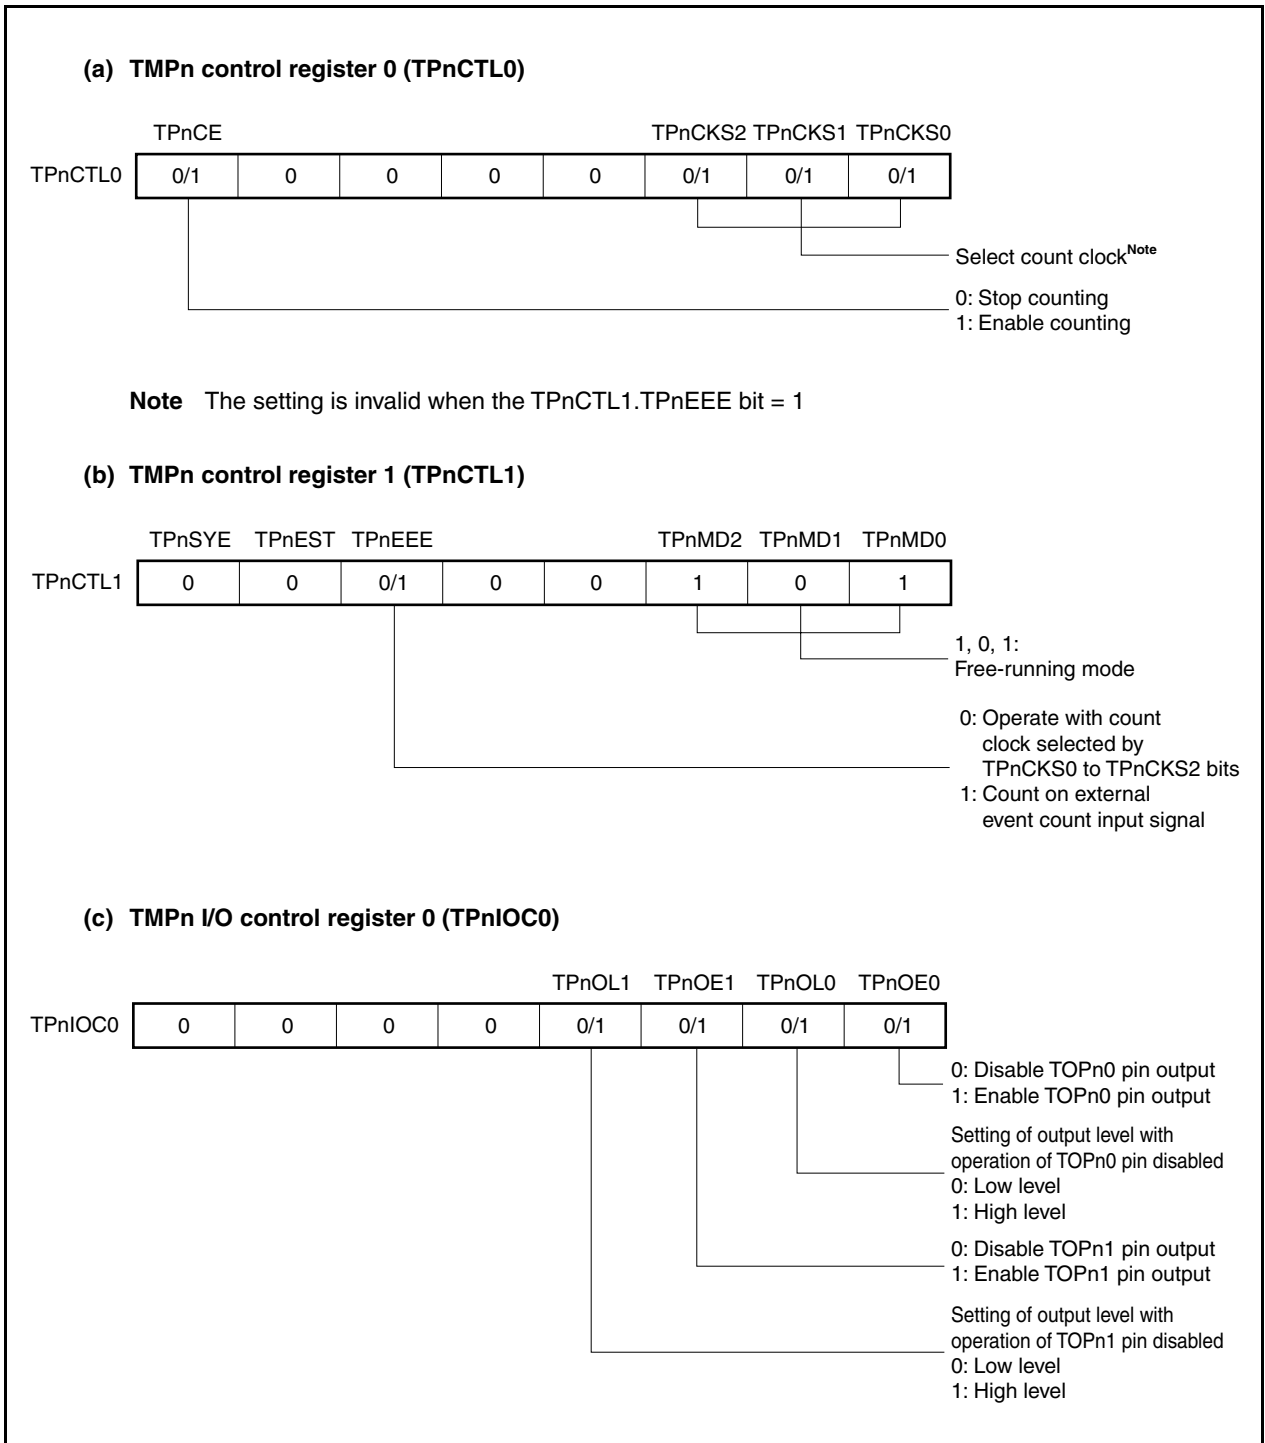 (a) TMPn control register 0 (TPnCTL0)
TPnCE TPnCKS2 TPnCKS1 TPnCKS0
TPnCTL0 0/1 0 0 0 0 0/1 0/1 0/1
Select count clockNote
0: Stop counting
1: Enable counting
Note The setting is invalid when the TPnCTL1.TPnEEE bit = 1
(b) TMPn control register 1 (TPnCTL1)
TPnSYE TPnEST TPnEEE TPnMD2 TPnMD1 TPnMD0
TPnCTL1 0 0 0/1 0 0 1 0 1
1, 0, 1:
Free-running mode
0: Operate with count
clock selected by
TPnCKS0 to TPnCKS2 bits
1: Count on external
event count input signal
(c) TMPn I/O control register 0 (TPnIOC0)
TPnOL1 TPnOE1 TPnOL0 TPnOE0
TPnIOC0 0 0 0 0 0/1 0/1 0/1 0/1
0: Disable TOPn0 pin output
1: Enable TOPn0 pin output
Setting of output level with
operation of TOPn0 pin disabled
0: Low level
1: High level
0: Disable TOPn1 pin output
1: Enable TOPn1 pin output
Setting of output level with
operation of TOPn1 pin disabled
0: Low level
1: High level